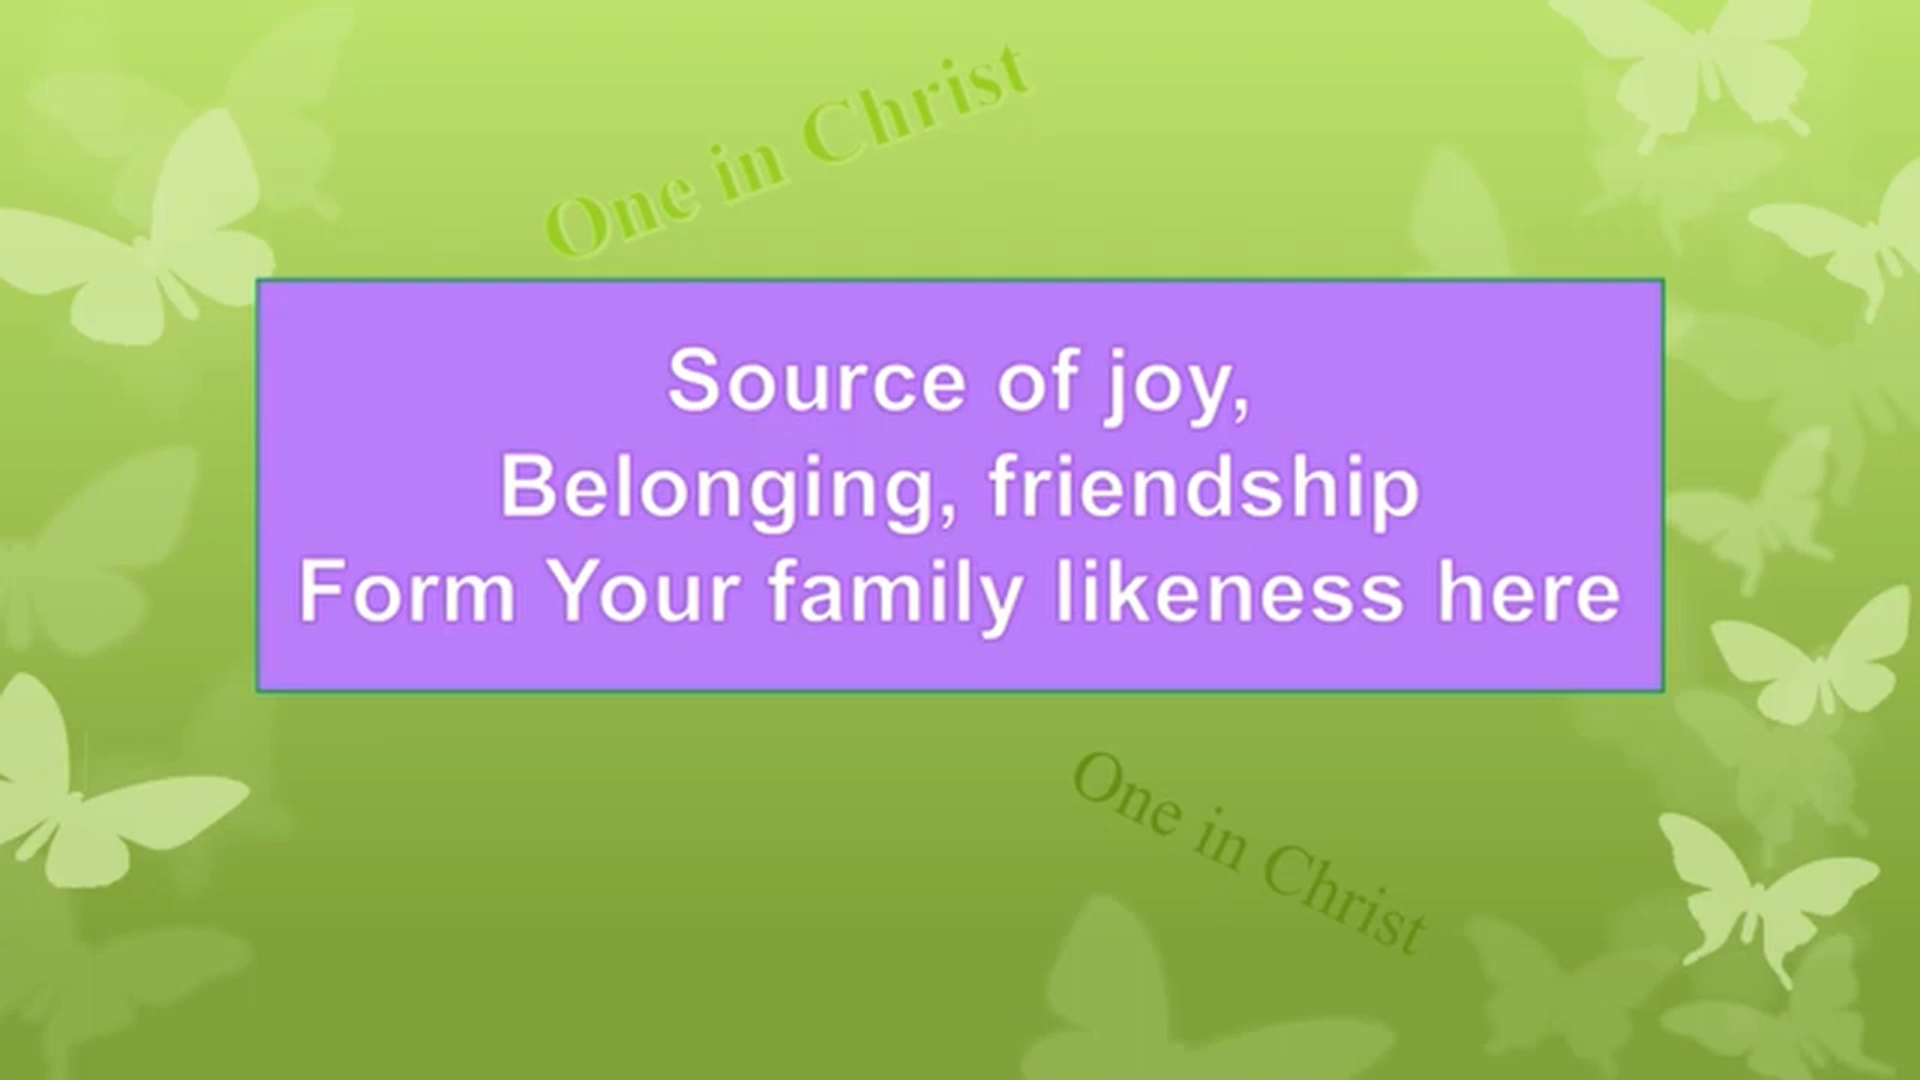 One in Christ
Source of joy,
Belonging, friendship
Form Your family likeness here
One in Christ